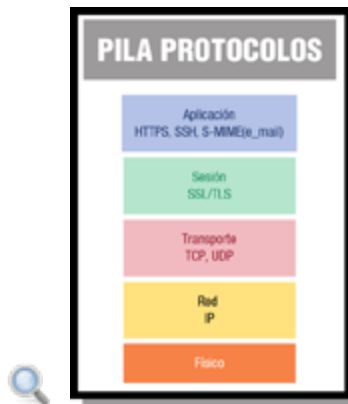 PILA PROTOCOLOS
Aplicación
HTTPS, SSH, S-MIME(e_mail)
Sesión
SSL/TLS
Transporte
TCP, UDP
Red
IP
Físico